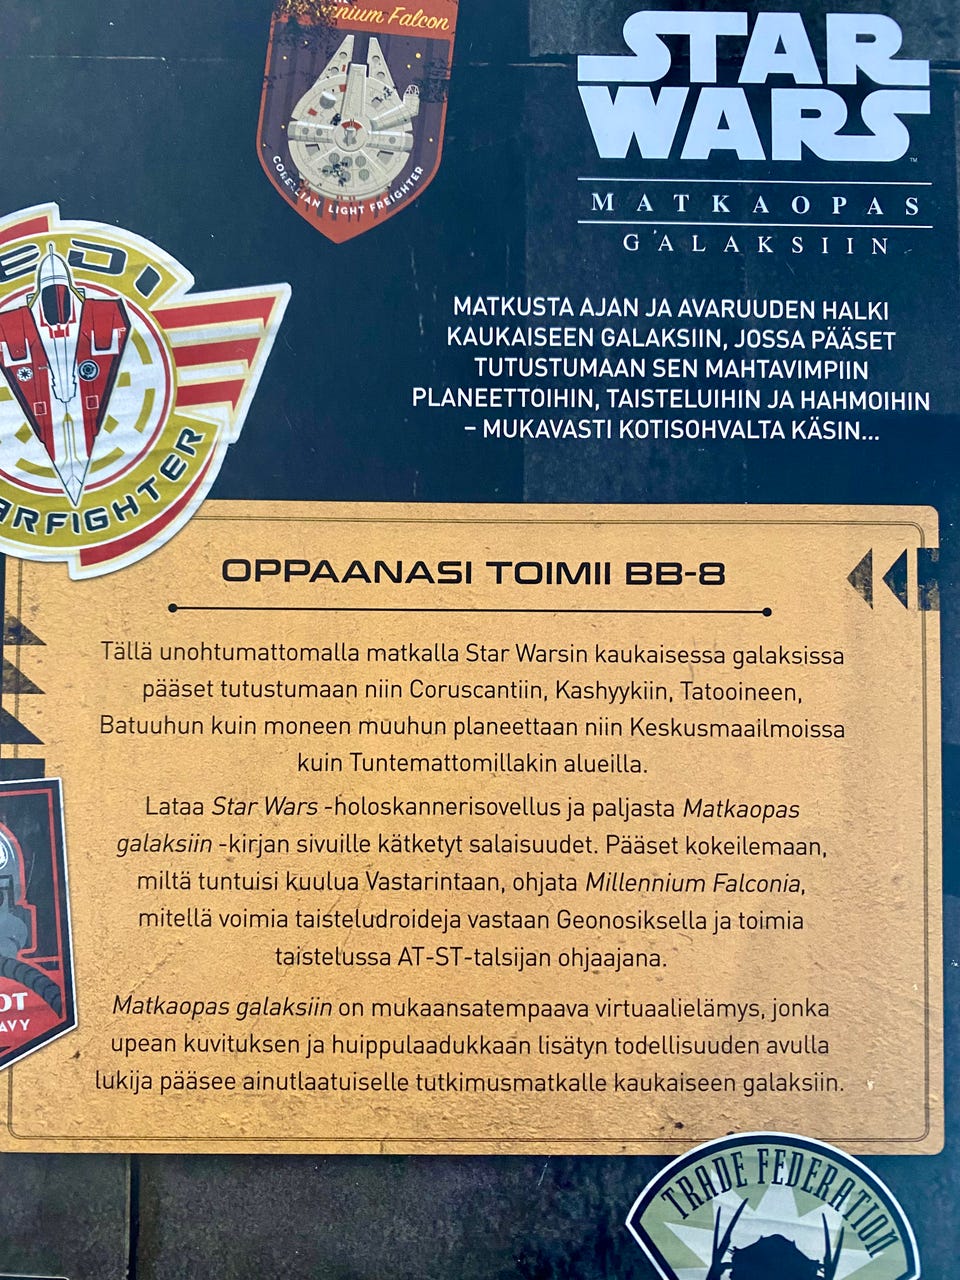 Millennium Falcon
CORELLIAN LIGHT FREIGHTER
STAR
WARS
™
MATKAOPAS
GALAKSIIN
JEDI
STARFIGHTER
MATKUSTA AJAN JA AVARUUDEN HALKI
KAUKAISEEN GALAKSIIN, JOSSA PÄÄSET
TUTUSTUMAAN SEN MAHTAVIMPIIN
PLANEETTOIHIN, TAISTELUIHIN JA HAHMOIHIN
– MUKAVASTI KOTISOHVALTA KÄSIN...
OPPAANASI TOIMII BB-8
Tällä unohtumattomalla matkalla Star Warsin kaukaisessa galaksissa
pääset tutustumaan niin Coruscantiin, Kashyykiin, Tatooineen,
Batuuhun kuin moneen muuhun planeettaan niin Keskusmaailmoissa
kuin Tuntemattomillakin alueilla.
Lataa Star Wars -holoskannerisovellus ja paljasta Matkaopas
galaksiin -kirjan sivuille kätketyt salaisuudet. Pääset kokeilemaan,
miltä tuntuisi kuulua Vastarintaan, ohjata Millennium Falconia,
mitellä voimia taisteludroideja vastaan Geonosiksella ja toimia
taistelussa AT-ST-talsijan ohjaajana.
Matkaopas galaksiin on mukaansatempaava virtuaalielämys, jonka
upean kuvituksen ja huippulaadukkaan lisätyn todellisuuden avulla
lukija pääsee ainutlaatuiselle tutkimusmatkalle kaukaiseen galaksiin.
TRADE FEDERATION